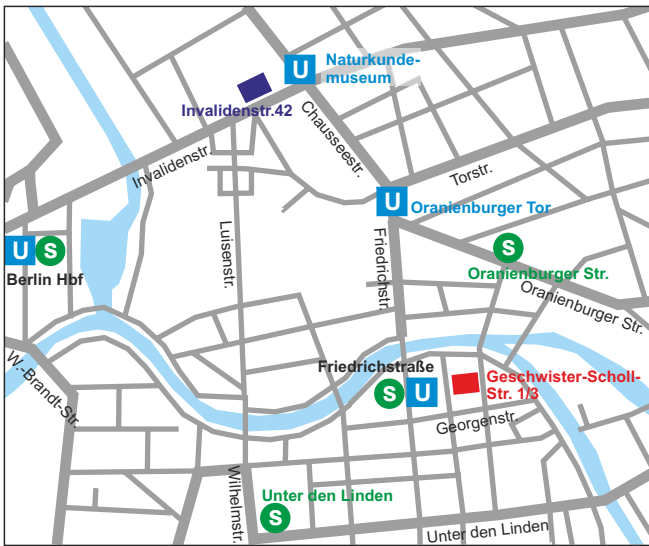 U
Naturkunde-
museum
Invalidenstr.42
Chausseestr.
Invalidenstr.
Torstr.
U
Oranienburger Tor
Luisenstr.
Friedrichstr.
S
Oranienburger Str.
Oranienburger Str.
U S
Berlin Hbf
W.-Brandt-Str.
Friedrichstraße
S U
Geschwister-Scholl-
Str. 1/3
Georgenstr.
Wilhelmstr.
Unter den Linden
S
Unter den Linden